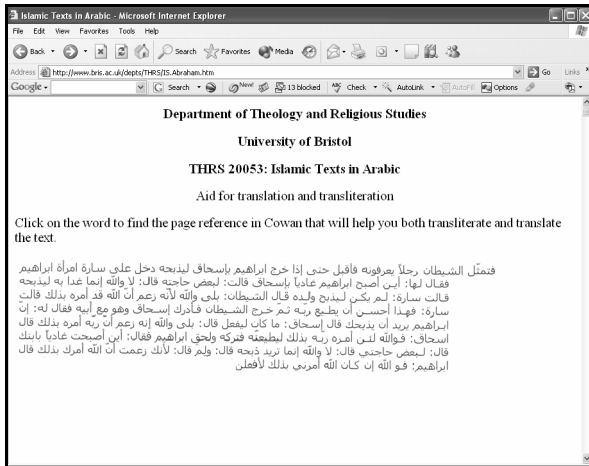 Islamic Texts in Arabic - Microsoft Internet Explorer
File Edit View Favorites Tools Help
Back Search Favorites Media
Address http://www.bris.ac.uk/depts/THRS/IS.Abraham.htm Go Links
Google Search New! 13 blocked Check AutoLink AutoFill Options
Department of Theology and Religious Studies
University of Bristol
THRS 20053: Islamic Texts in Arabic
Aid for translation and transliteration
Click on the word to find the page reference in Cowan that will help you both transliterate and translate
the text.
فتمثّل الشيطان رجلاً يعرفونه فأقبل حتى إذا خرج ابراهيم بإسحاق ليذبحه دخل على سارة امرأة ابراهيم
فقال لها: أين أصبح ابراهيم غادياً بإسحاق قالت: لبعض حاجته قال: لا والله إنما غدا به ليذبحه
قالت سارة: لم يكن ليذبح ولده قال الشيطان: بلى والله لأنه زعم أنّ الله قد أمره بذلك قالت
سارة: فهذا أحسن أن يطيع ربّه ثمّ خرج الشيطان فأدرك إسحاق وهو مع أبيه فقال له: إنّ
ابراهيم يريد أن يذبحك قال إسحاق: ما كان ليفعل قال: بلى والله إنه زعم أنّ ربّه أمره بذلك قال
اسحاق: فوالله لئن أمره ربه بذلك ليطيعنّه فتركه ولحق ابراهيم فقال: أين أصبحت غادياً بابنك
قال: لبعض حاجتي قال: لا والله إنما تريد ذبحه قال: ولم قال: لأنك زعمت أنّ الله أمرك بذلك قال
ابراهيم: فو الله إن كان الله أمرني بذلك لأفعلن